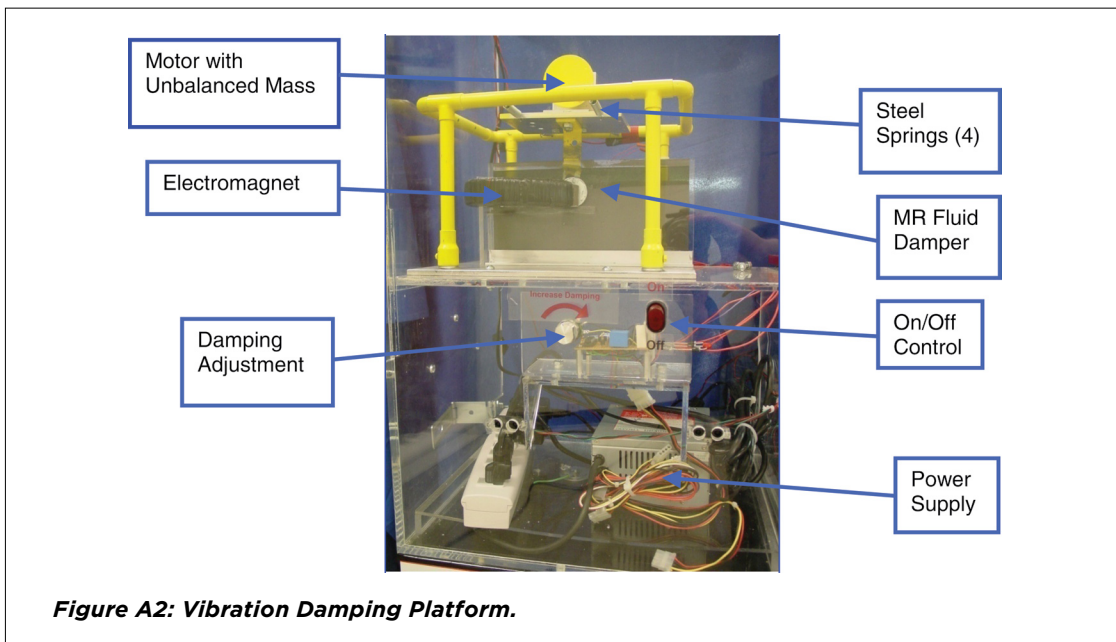 Motor with
Unbalanced Mass
Steel
Springs (4)
Electromagnet
MR Fluid
Damper
On
Increase Damping
On/Off
Control
Damping
Adjustment
Off
Power
Supply
Figure A2: Vibration Damping Platform.